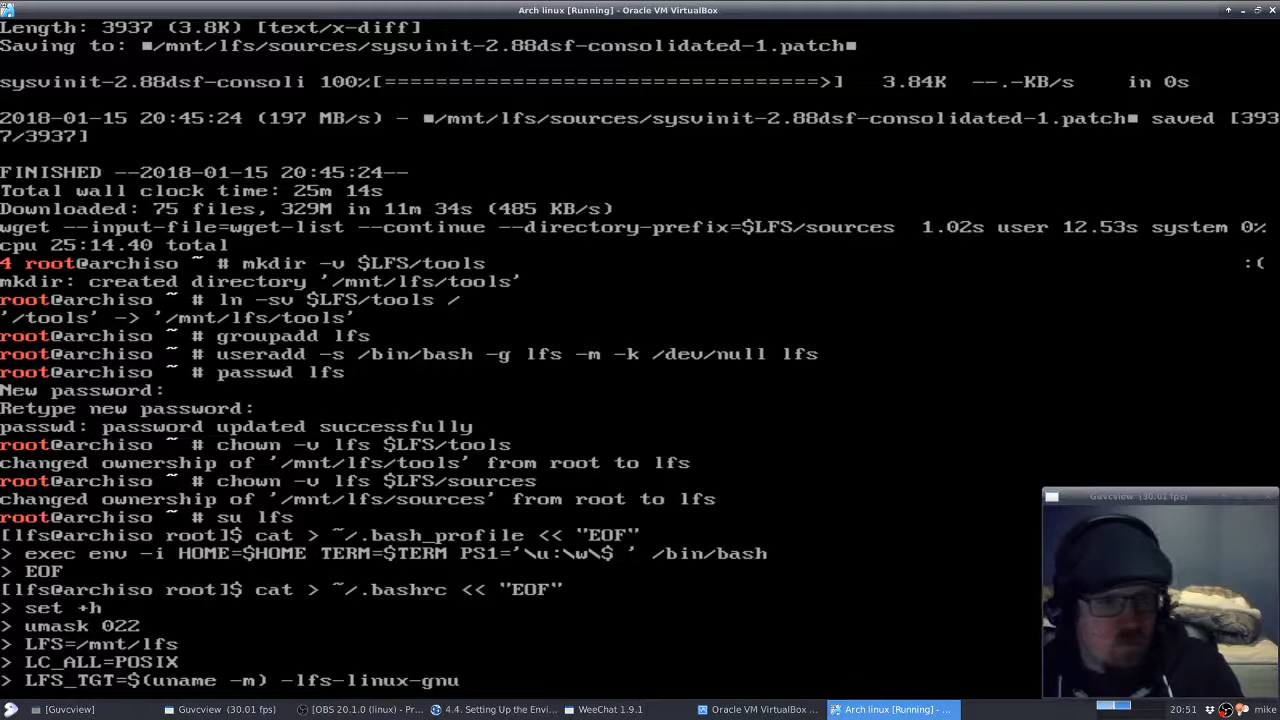 Arch linux [Running] - Oracle VM VirtualBox
Length: 3937 (3.8K) [text/x-diff]
Saving to: ■/mnt/lfs/sources/sysvinit-2.88dsf-consolidated-1.patch■
sysvinit-2.88dsf-consoli 100%[==================================>] 3.84K --.-KB/s in 0s
2018-01-15 20:45:24 (197 MB/s) - ■/mnt/lfs/sources/sysvinit-2.88dsf-consolidated-1.patch■ saved [393
7/3937]
FINISHED --2018-01-15 20:45:24--
Total wall clock time: 25m 14s
Downloaded: 75 files, 329M in 11m 34s (485 KB/s)
wget --input-file=wget-list --continue --directory-prefix=$LFS/sources 1.02s user 12.53s system 0%
cpu 25:14.40 total
4 root@archiso ~ # mkdir -v $LFS/tools :(
mkdir: created directory '/mnt/lfs/tools'
root@archiso ~ # ln -sv $LFS/tools /
'/tools' -> '/mnt/lfs/tools'
root@archiso ~ # groupadd lfs
root@archiso ~ # useradd -s /bin/bash -g lfs -m -k /dev/null lfs
root@archiso ~ # passwd lfs
New password:
Retype new password:
passwd: password updated successfully
root@archiso ~ # chown -v lfs $LFS/tools
changed ownership of '/mnt/lfs/tools' from root to lfs
root@archiso ~ # chown -v lfs $LFS/sources
changed ownership of '/mnt/lfs/sources' from root to lfs
root@archiso ~ # su lfs
[lfs@archiso root]$ cat > ~/.bash_profile << "EOF"
> exec env -i HOME=$HOME TERM=$TERM PS1='\u:\w\$ ' /bin/bash
> EOF
[lfs@archiso root]$ cat > ~/.bashrc << "EOF"
> set +h
> umask 022
> LFS=/mnt/lfs
> LC_ALL=POSIX
> LFS_TGT=$(uname -m) -lfs-linux-gnu
Guvcview (30.01 fps)
[Guvcview]
Guvcview (30.01 fps)
[OBS 20.1.0 (linux) - Pr...
4.4. Setting Up the Envi...
WeeChat 1.9.1
Oracle VM VirtualBox ...
Arch linux [Running] - ...
20:51
mike